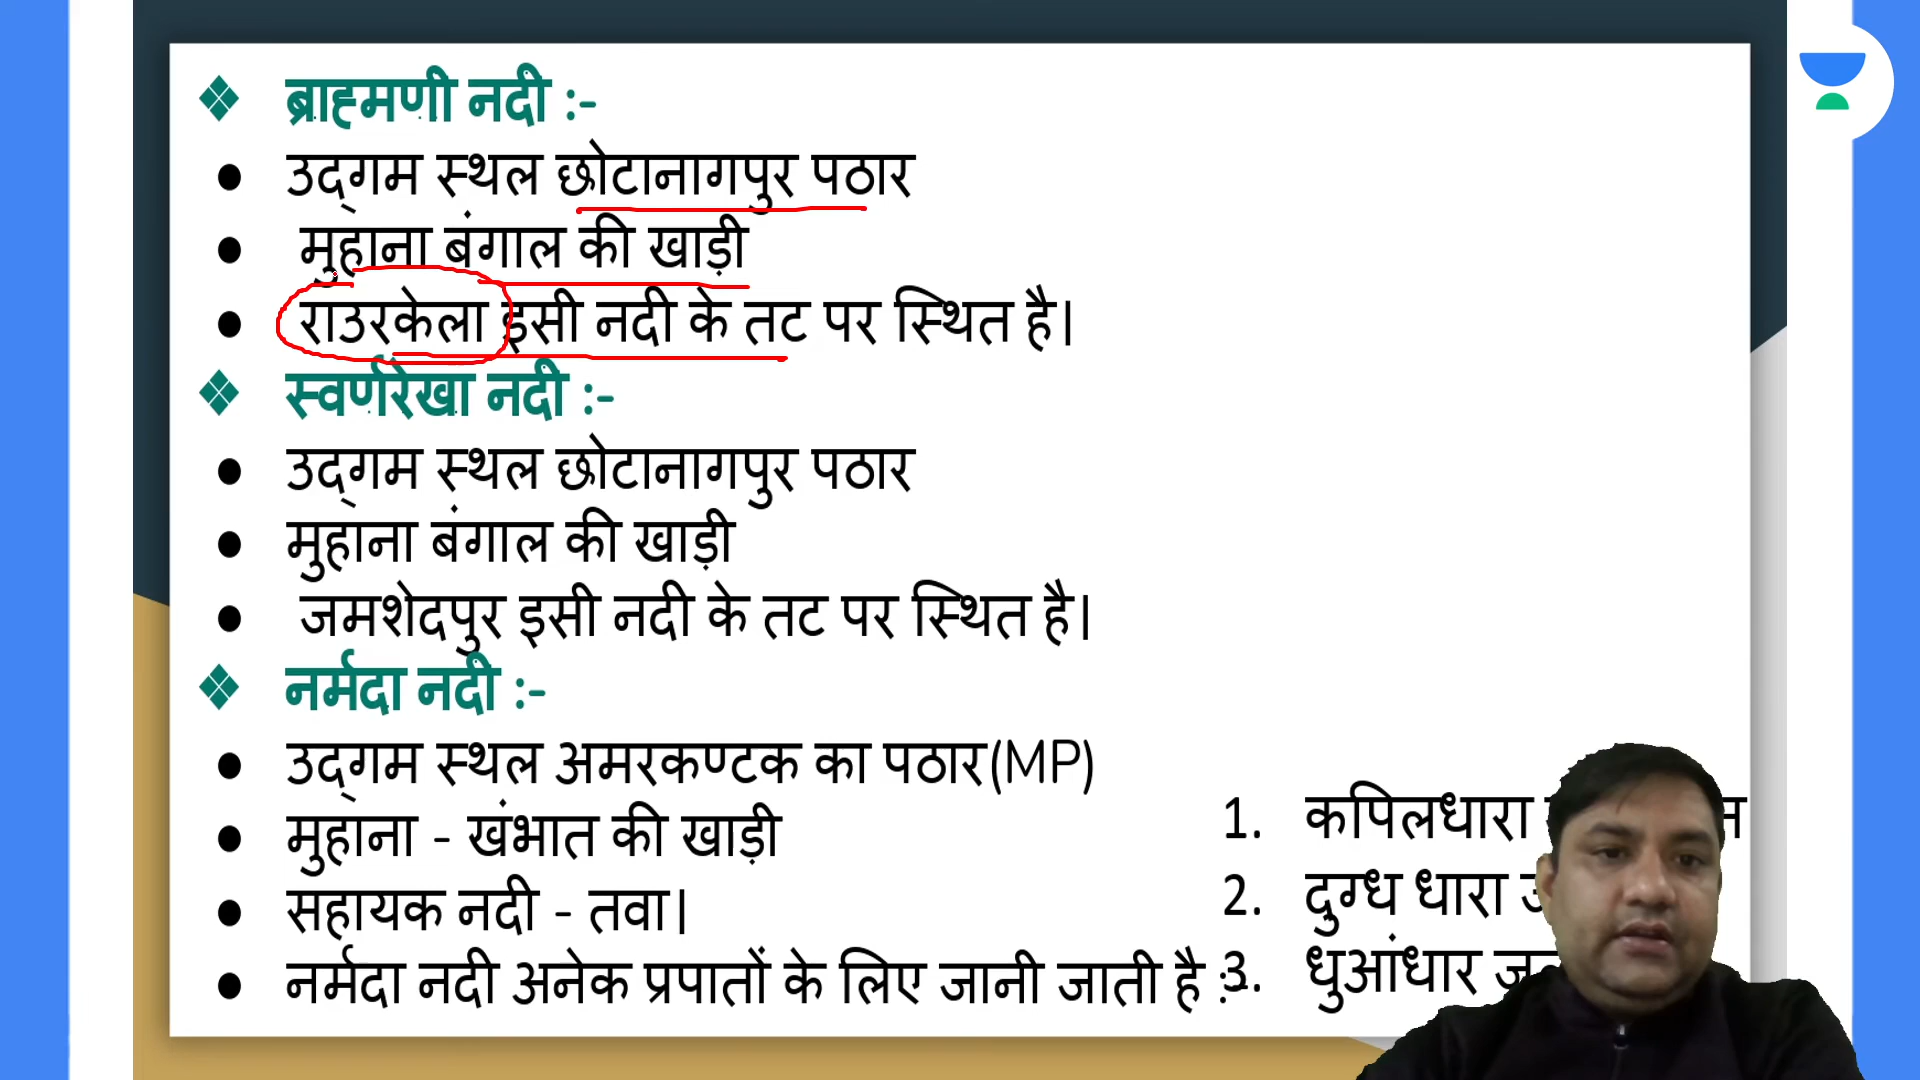 ❖ ब्राह्मणी नदी :-
● उद्गम स्थल छोटानागपुर पठार
● मुहाना बंगाल की खाड़ी
● राउरकेला इसी नदी के तट पर स्थित है।
❖ स्वर्णरेखा नदी :-
● उद्गम स्थल छोटानागपुर पठार
● मुहाना बंगाल की खाड़ी
● जमशेदपुर इसी नदी के तट पर स्थित है।
❖ नर्मदा नदी :-
● उद्गम स्थल अमरकण्टक का पठार(MP)
● मुहाना - खंभात की खाड़ी
● सहायक नदी - तवा।
● नर्मदा नदी अनेक प्रपातों के लिए जानी जाती है :-
1. कपिलधारा
2. दुग्ध धारा
3. धुआंधार